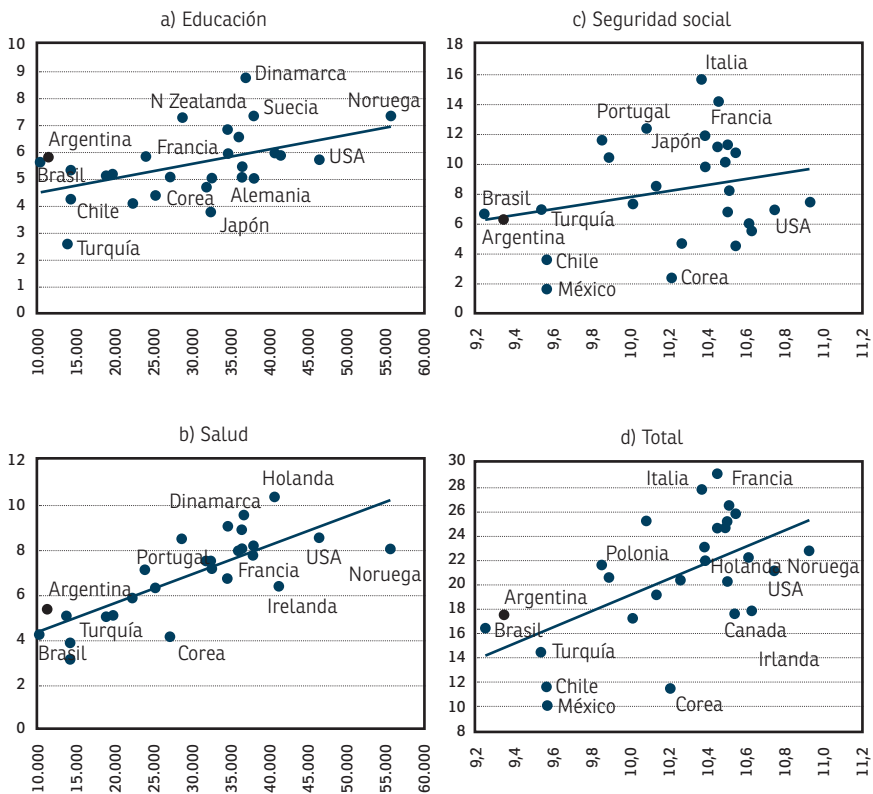 a) Educación
10
9
8
7
6
5
4
3
2
1
0
Dinamarca
N Zealanda
Suecia
Noruega
Argentina
Francia
USA
Brasil
Corea
Alemania
Chile
Japón
Turquía
10.000
15.000
20.000
25.000
30.000
35.000
40.000
45.000
50.000
55.000
60.000
c) Seguridad social
18
16
14
12
10
8
6
4
2
0
Italia
Portugal
Francia
Japón
Brasil
Turquía
USA
Argentina
Chile
Corea
México
9,2
9,4
9,6
9,8
10,0
10,2
10,4
10,6
10,8
11,0
11,2
b) Salud
12
10
8
6
4
2
0
Holanda
Dinamarca
Portugal
USA
Francia
Noruega
Argentina
Irelanda
Turquía
Brasil
Corea
10.000
15.000
20.000
25.000
30.000
35.000
40.000
45.000
50.000
55.000
60.000
d) Total
30
28
26
24
22
20
18
16
14
12
10
8
Italia
Francia
Polonia
Holanda
Noruega
USA
Argentina
Brasil
Canada
Turquía
Irlanda
Chile
México
Corea
9,2
9,4
9,6
9,8
10,0
10,2
10,4
10,6
10,8
11,0
11,2